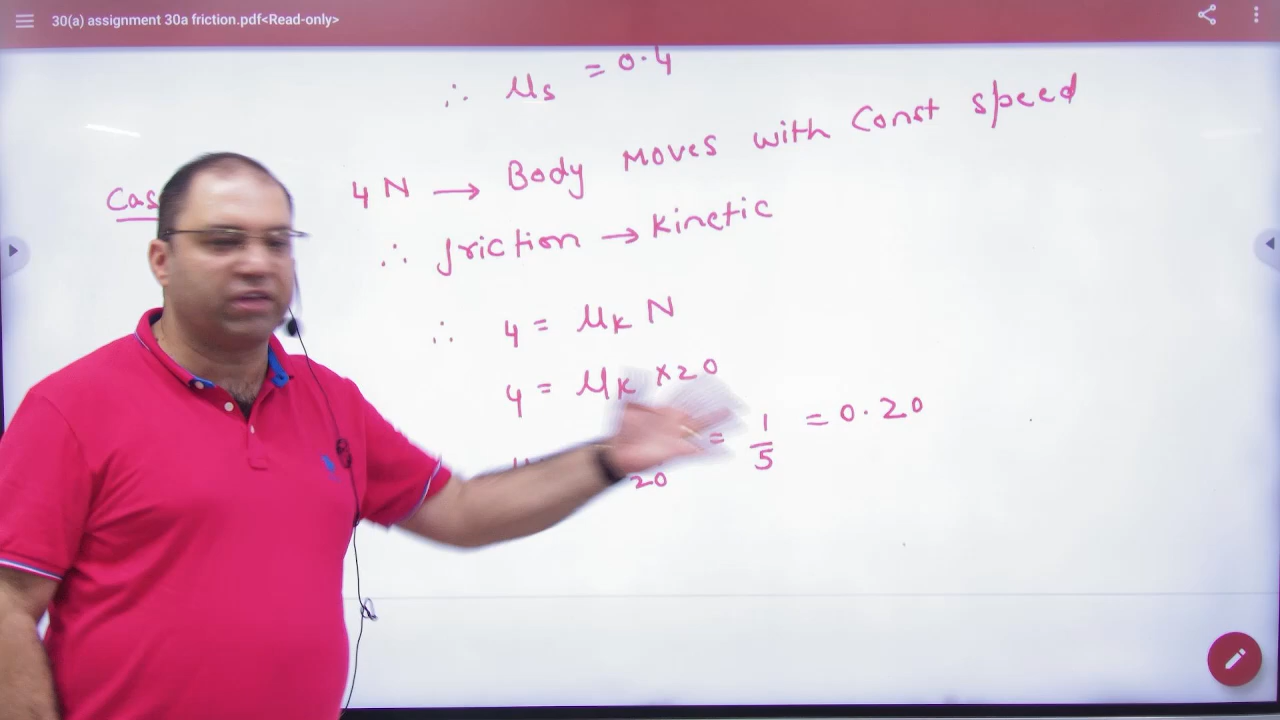 30(a) assignment 30a friction.pdf<Read-only>
∴ μs = 0.4
4 N → Body moves with Const speed
∴ friction → kinetic
∴ 4 = μk N
4 = μk × 20
20 = 1/5 = 0.20